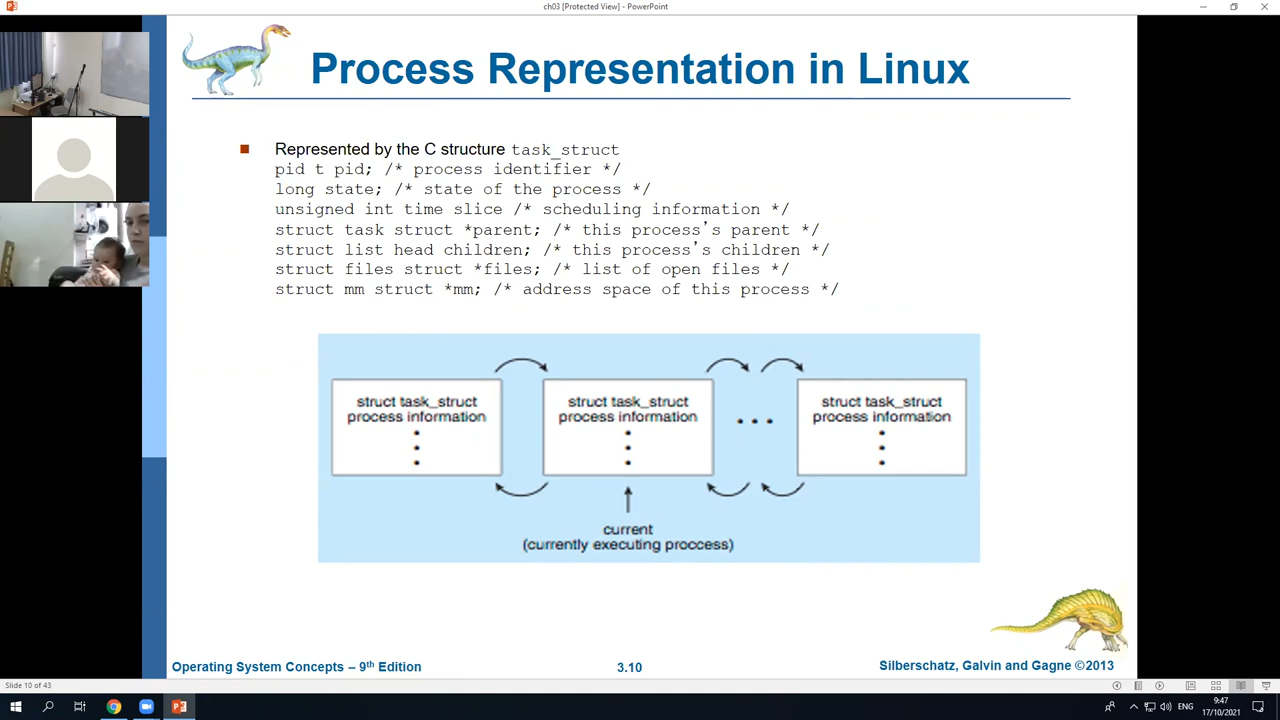 ch03 [Protected View] - PowerPoint
Process Representation in Linux
Represented by the C structure task_struct
pid t pid; /* process identifier */
long state; /* state of the process */
unsigned int time slice /* scheduling information */
struct task struct *parent; /* this process’s parent */
struct list head children; /* this process’s children */
struct files struct *files; /* list of open files */
struct mm struct *mm; /* address space of this process */
struct task_struct
process information
struct task_struct
process information
• • •
struct task_struct
process information
current
(currently executing proccess)
Operating System Concepts – 9th Edition
3.10
Silberschatz, Galvin and Gagne ©2013
Slide 10 of 43
ENG
9:47
17/10/2021